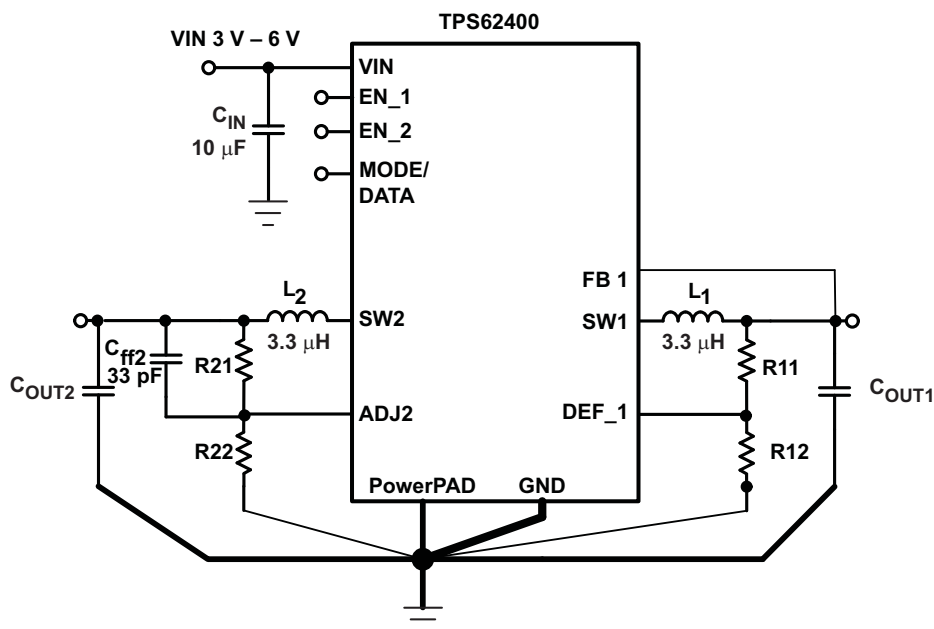 TPS62400
VIN 3 V – 6 V
VIN
EN_1
EN_2
MODE/
DATA
C_IN
10 μF
FB 1
L_2
SW2
3.3 μH
L_1
SW1
3.3 μH
C_ff2
33 pF
R21
R11
C_OUT2
C_OUT1
ADJ2
DEF_1
R22
R12
PowerPAD
GND